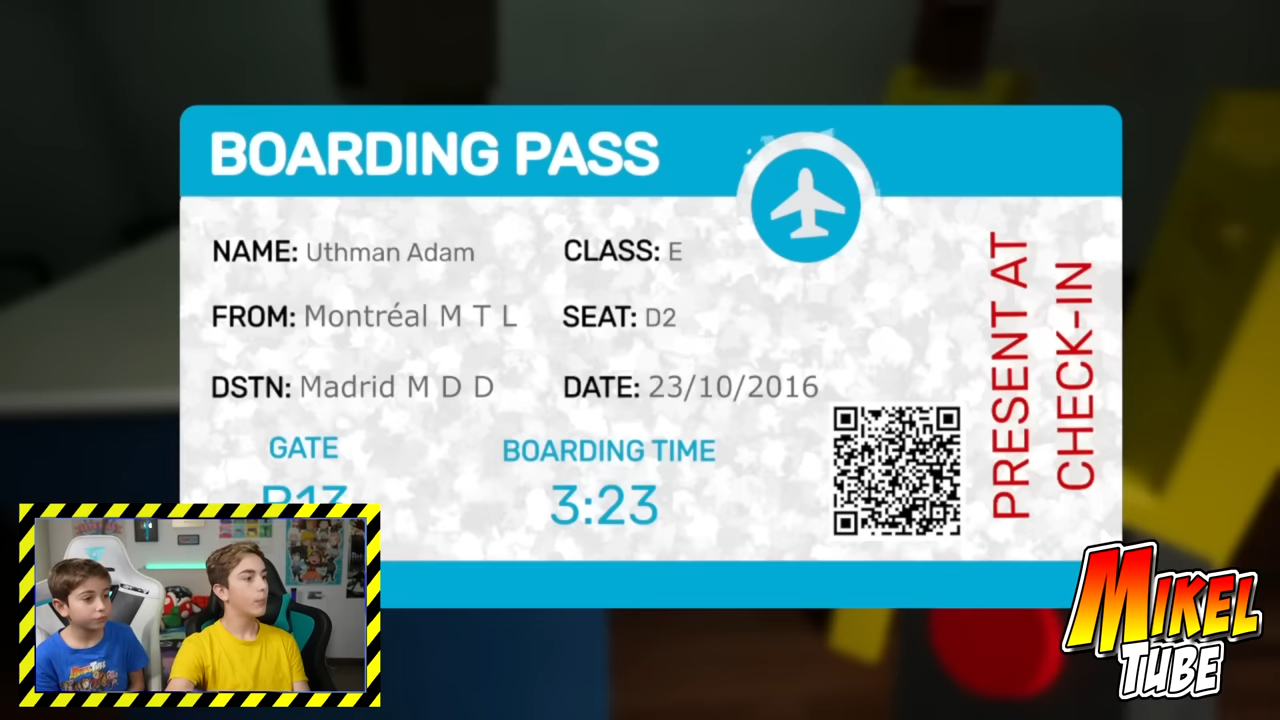 BOARDING PASS
NAME: Uthman Adam
CLASS: E
FROM: Montréal M T L
SEAT: D2
DSTN: Madrid M D D
DATE: 23/10/2016
GATE
BOARDING TIME
3:23
PRESENT AT
CHECK-IN
MIKEL
TUBE